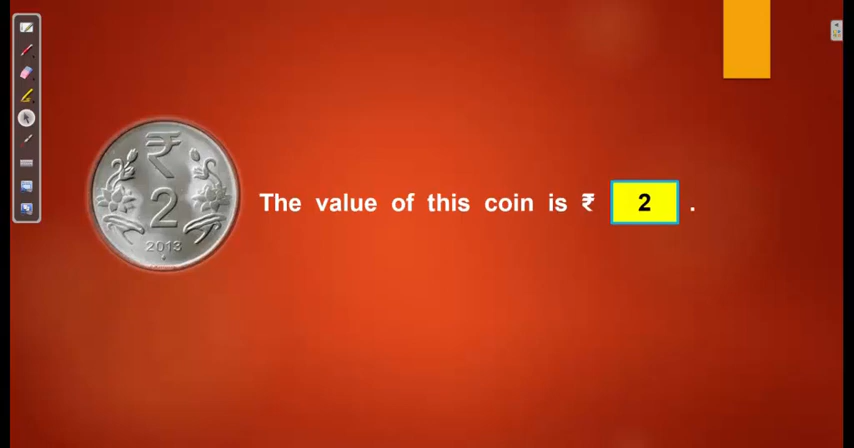 ₹
2
2013
The value of this coin is ₹ 2 .